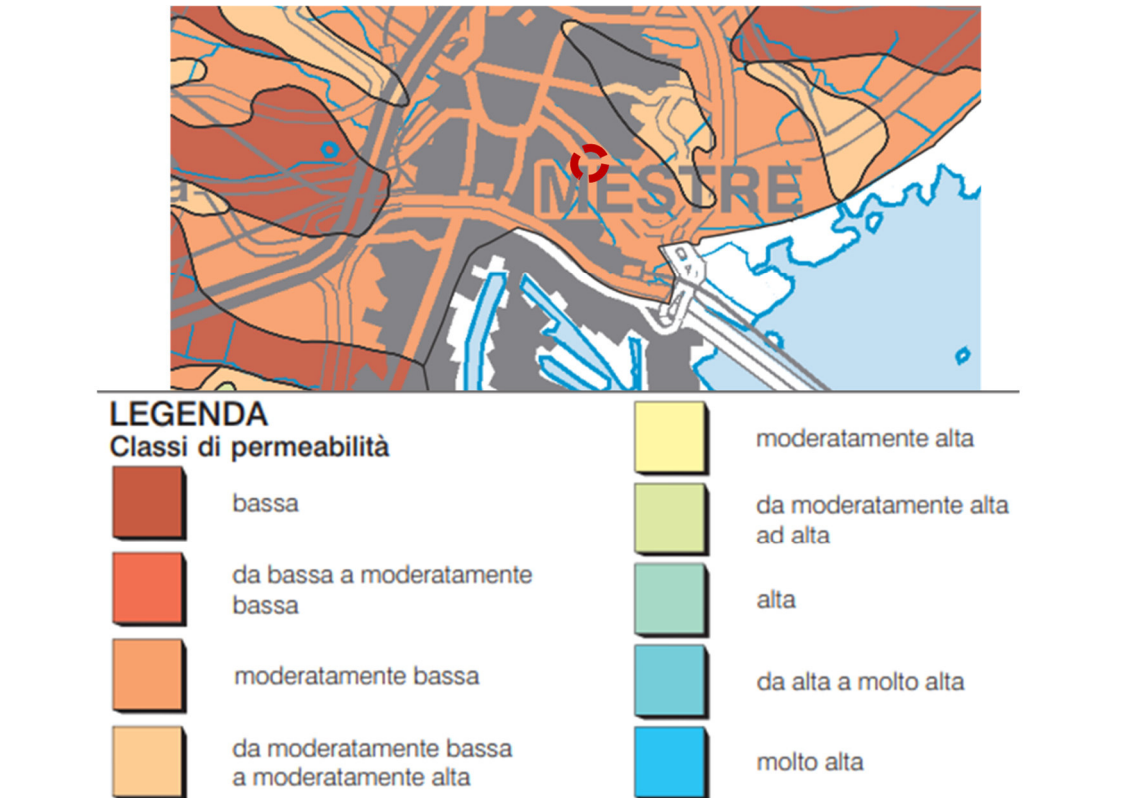 MESTRE
a
LEGENDA
Classi di permeabilità
bassa
da bassa a moderatamente
bassa
moderatamente bassa
da moderatamente bassa
a moderatamente alta
moderatamente alta
da moderatamente alta
ad alta
alta
da alta a molto alta
molto alta